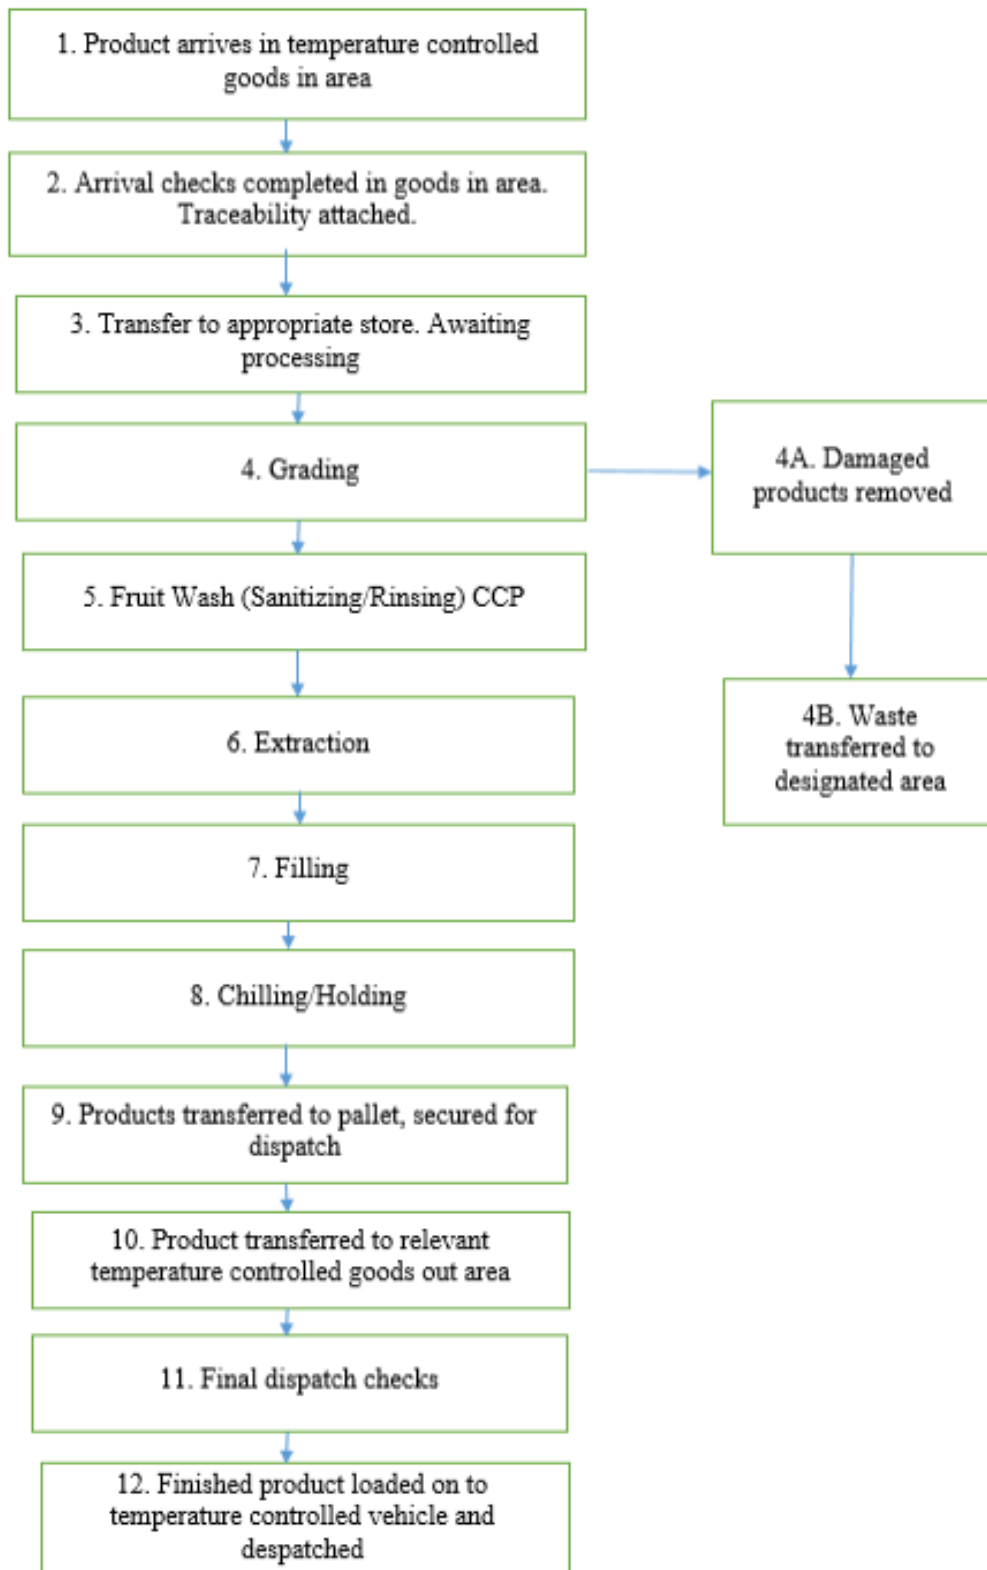 1. Product arrives in temperature controlled
goods in area
2. Arrival checks completed in goods in area.
Traceability attached.
3. Transfer to appropriate store. Awaiting
processing
4. Grading
4A. Damaged
products removed
5. Fruit Wash (Sanitizing/Rinsing) CCP
4B. Waste
transferred to
designated area
6. Extraction
7. Filling
8. Chilling/Holding
9. Products transferred to pallet, secured for
dispatch
10. Product transferred to relevant
temperature controlled goods out area
11. Final dispatch checks
12. Finished product loaded on to
temperature controlled vehicle and
despatched